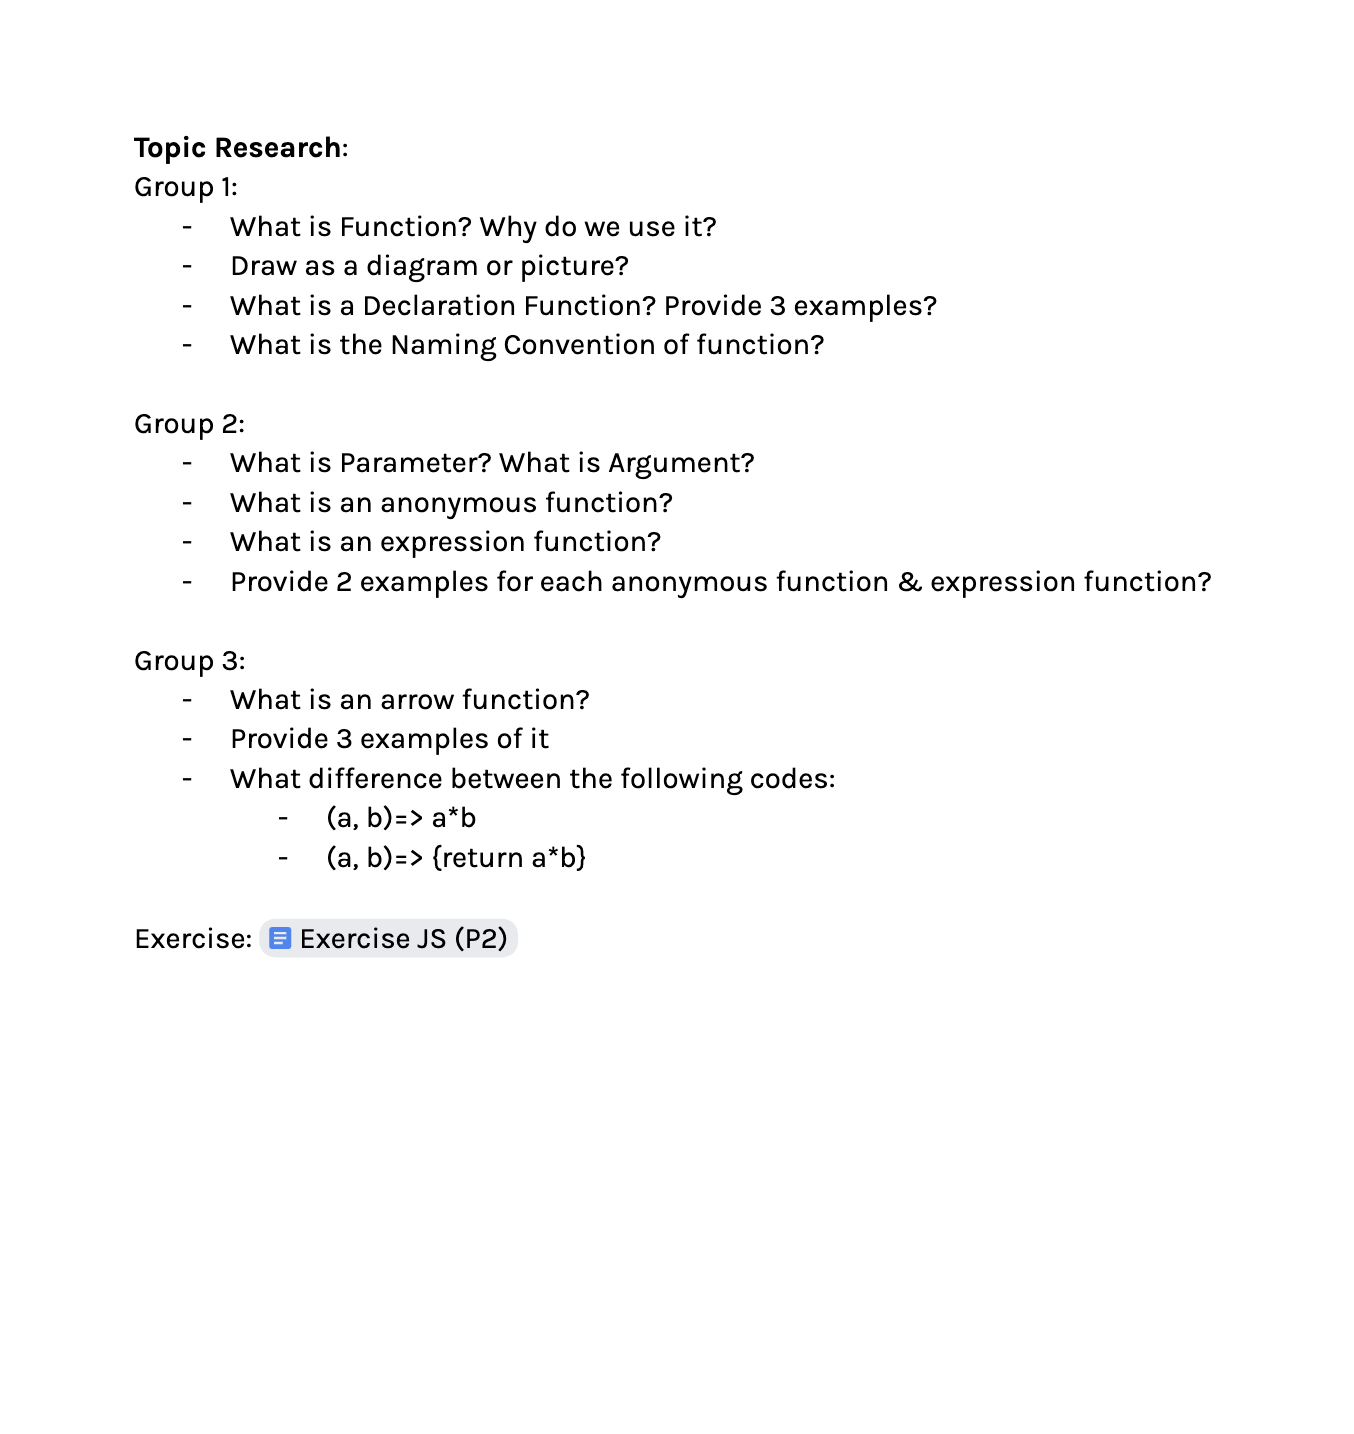 Topic Research:
Group 1:
- What is Function? Why do we use it?
- Draw as a diagram or picture?
- What is a Declaration Function? Provide 3 examples?
- What is the Naming Convention of function?
Group 2:
- What is Parameter? What is Argument?
- What is an anonymous function?
- What is an expression function?
- Provide 2 examples for each anonymous function & expression function?
Group 3:
- What is an arrow function?
- Provide 3 examples of it
- What difference between the following codes:
- (a, b)=> a*b
- (a, b)=> {return a*b}
Exercise: Exercise JS (P2)